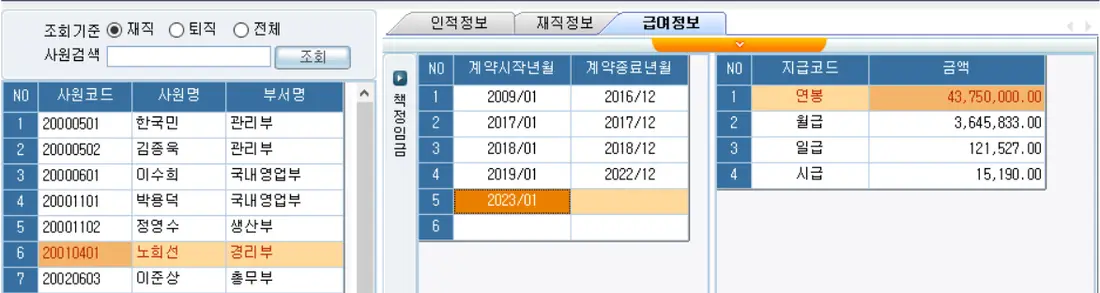 조회기준 재직 퇴직 전체
사원검색 조회
NO 사원코드 사원명 부서명
1 20000501 한국민 관리부
2 20000502 김종욱 관리부
3 20000601 이수희 국내영업부
4 20001101 박용덕 국내영업부
5 20001102 정영수 생산부
6 20010401 노희선 경리부
7 20020603 이준상 총무부
인적정보 재직정보 급여정보
책정임금
NO 계약시작년월 계약종료년월
1 2009/01 2016/12
2 2017/01 2017/12
3 2018/01 2018/12
4 2019/01 2022/12
5 2023/01
6
NO 지급코드 금액
1 연봉 43,750,000.00
2 월급 3,645,833.00
3 일급 121,527.00
4 시급 15,190.00